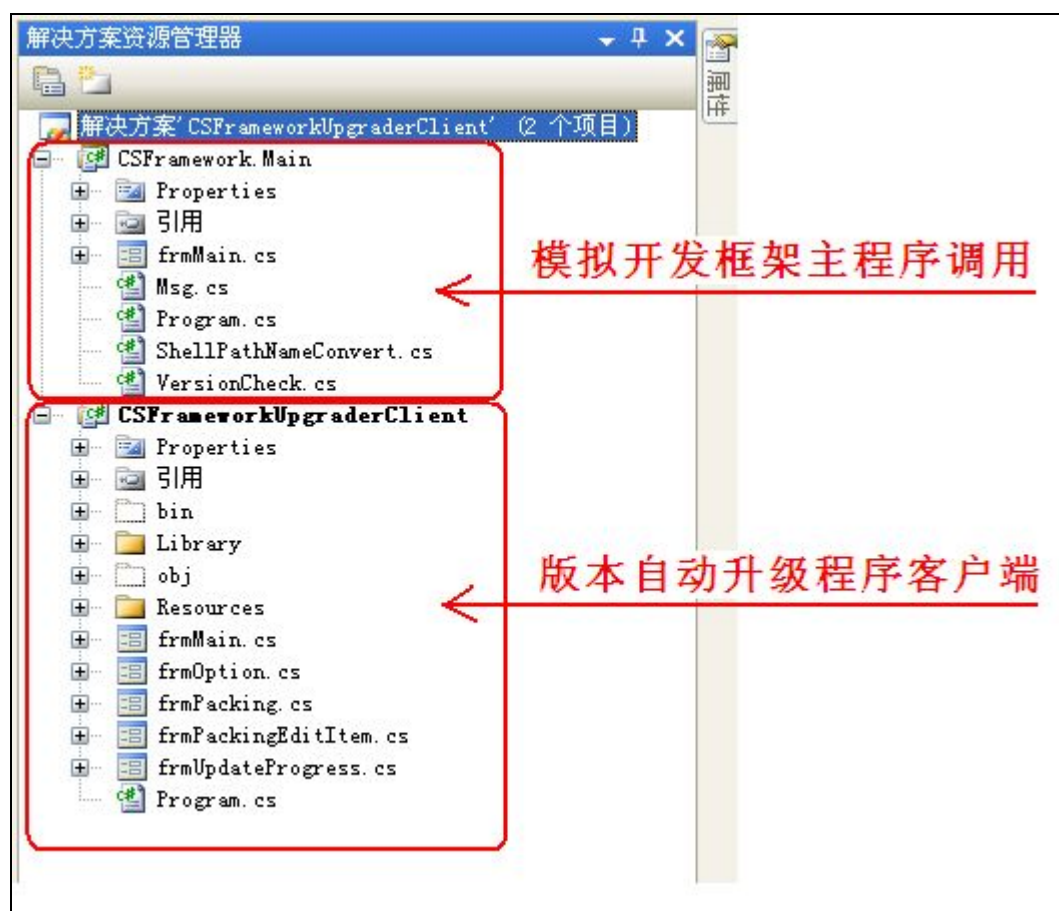 解决方案资源管理器
属性
解决方案'CSFrameworkUpgraderClient' (2 个项目)
CSFramework.Main
Properties
引用
frmMain.cs
Msg.cs
Program.cs
ShellPathNameConvert.cs
VersionCheck.cs
模拟开发框架主程序调用
CSFrameworkUpgraderClient
Properties
引用
bin
Library
obj
Resources
frmMain.cs
frmOption.cs
frmPacking.cs
frmPackingEditItem.cs
frmUpdateProgress.cs
Program.cs
版本自动升级程序客户端